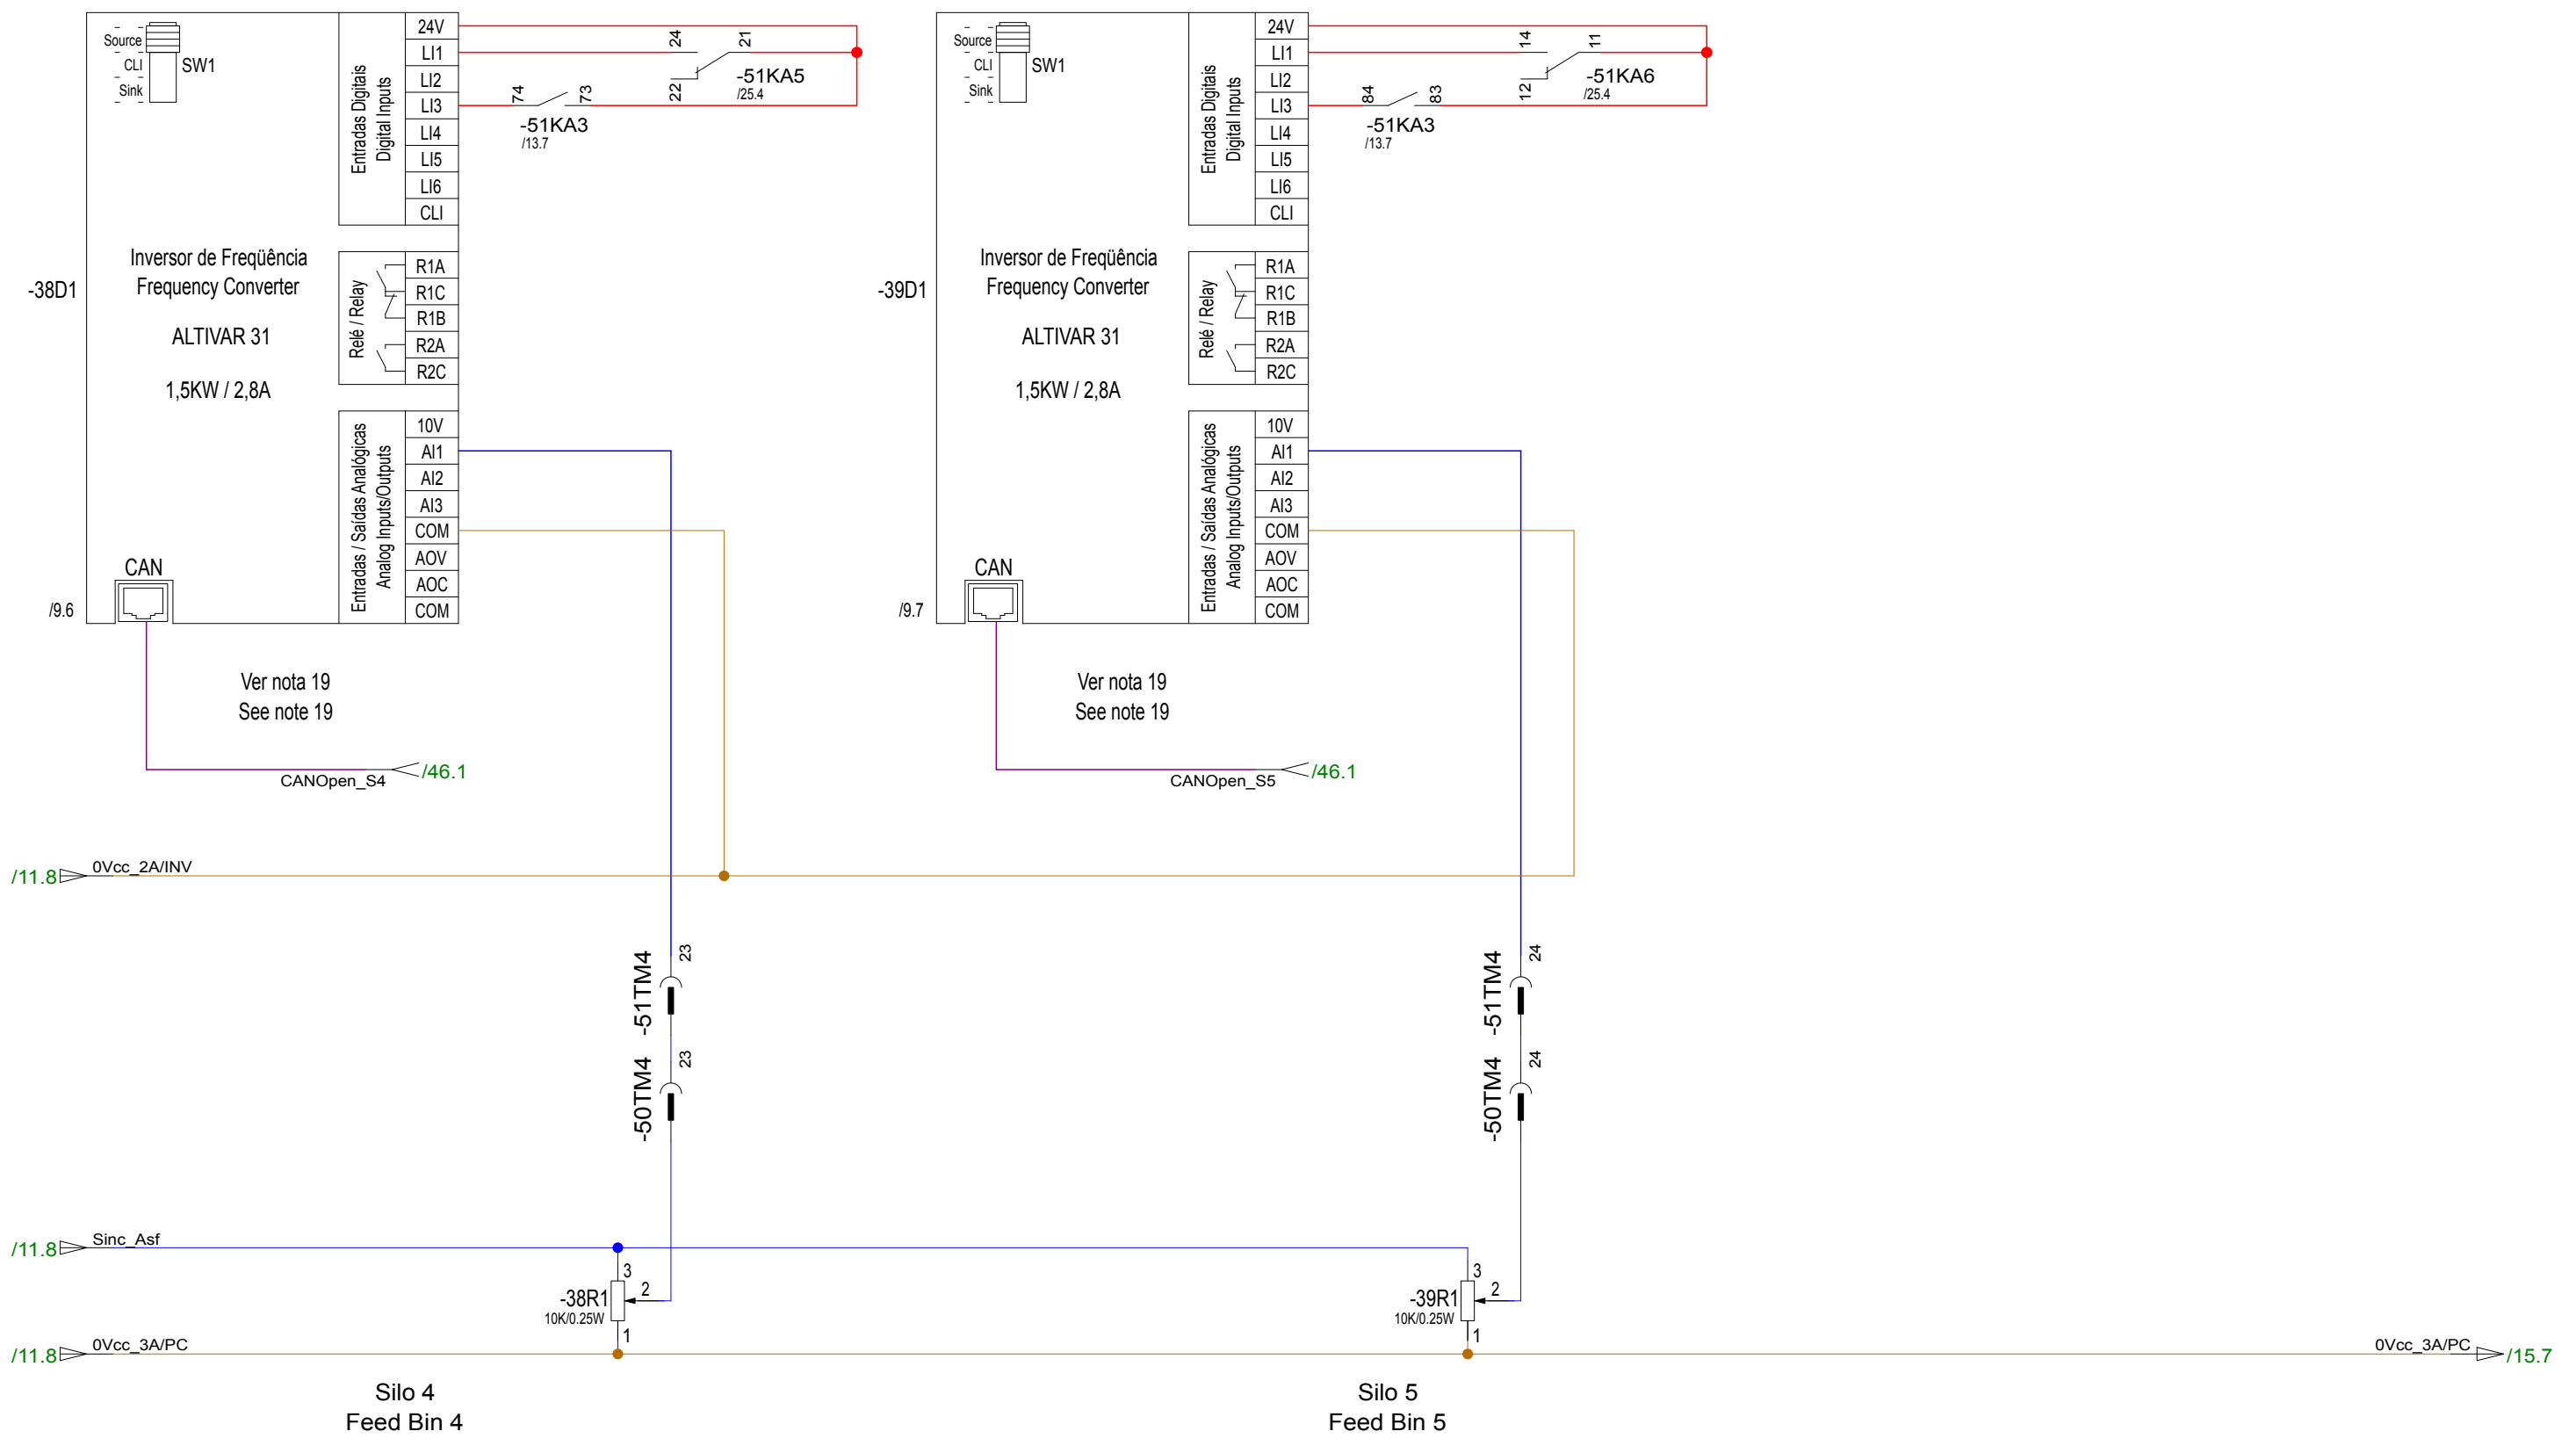 -38D1
/9.6
Source
CLI
Sink
SW1
Inversor de Freqüência
Frequency Converter
ALTIVAR 31
1,5KW / 2,8A
CAN
Entradas Digitais
Digital Inputs
24V
LI1
LI2
LI3
LI4
LI5
LI6
CLI
Relé / Relay
R1A
R1C
R1B
R2A
R2C
Entradas / Saídas Analógicas
Analog Inputs/Outputs
10V
AI1
AI2
AI3
COM
AOV
AOC
COM
24
21
22
-51KA5
/25.4
74
73
-51KA3
/13.7
Ver nota 19
See note 19
CANOpen_S4
/46.1
-39D1
/9.7
Source
CLI
Sink
SW1
Inversor de Freqüência
Frequency Converter
ALTIVAR 31
1,5KW / 2,8A
CAN
Entradas Digitais
Digital Inputs
24V
LI1
LI2
LI3
LI4
LI5
LI6
CLI
Relé / Relay
R1A
R1C
R1B
R2A
R2C
Entradas / Saídas Analógicas
Analog Inputs/Outputs
10V
AI1
AI2
AI3
COM
AOV
AOC
COM
14
11
12
-51KA6
/25.4
84
83
-51KA3
/13.7
Ver nota 19
See note 19
CANOpen_S5
/46.1
/11.8
0Vcc_2A/INV
-51TM4
23
-50TM4
23
-51TM4
24
-50TM4
24
/11.8
Sinc_Asf
3
2
1
-38R1
10K/0.25W
3
2
1
-39R1
10K/0.25W
/11.8
0Vcc_3A/PC
0Vcc_3A/PC
/15.7
Silo 4
Feed Bin 4
Silo 5
Feed Bin 5